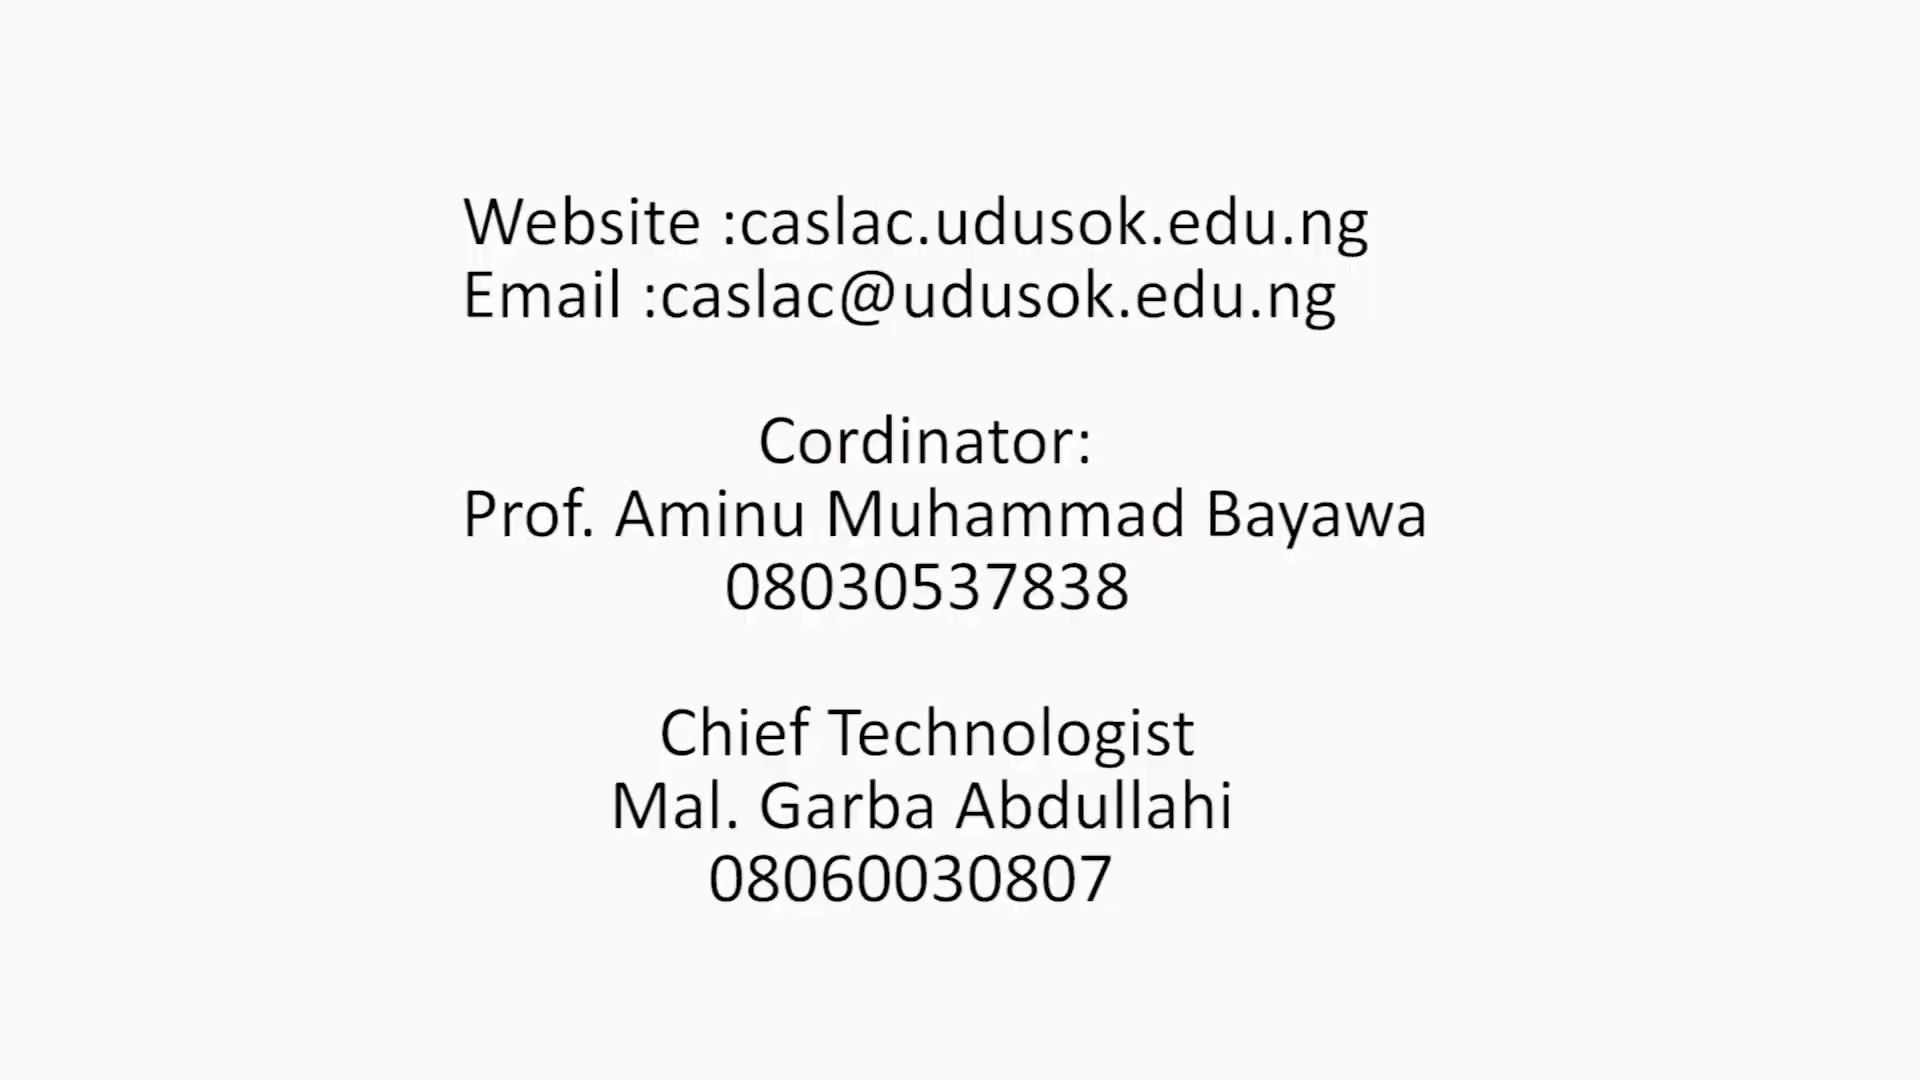 Website :caslac.udusok.edu.ng
Email :caslac@udusok.edu.ng
Cordinator:
Prof. Aminu Muhammad Bayawa
08030537838
Chief Technologist
Mal. Garba Abdullahi
08060030807